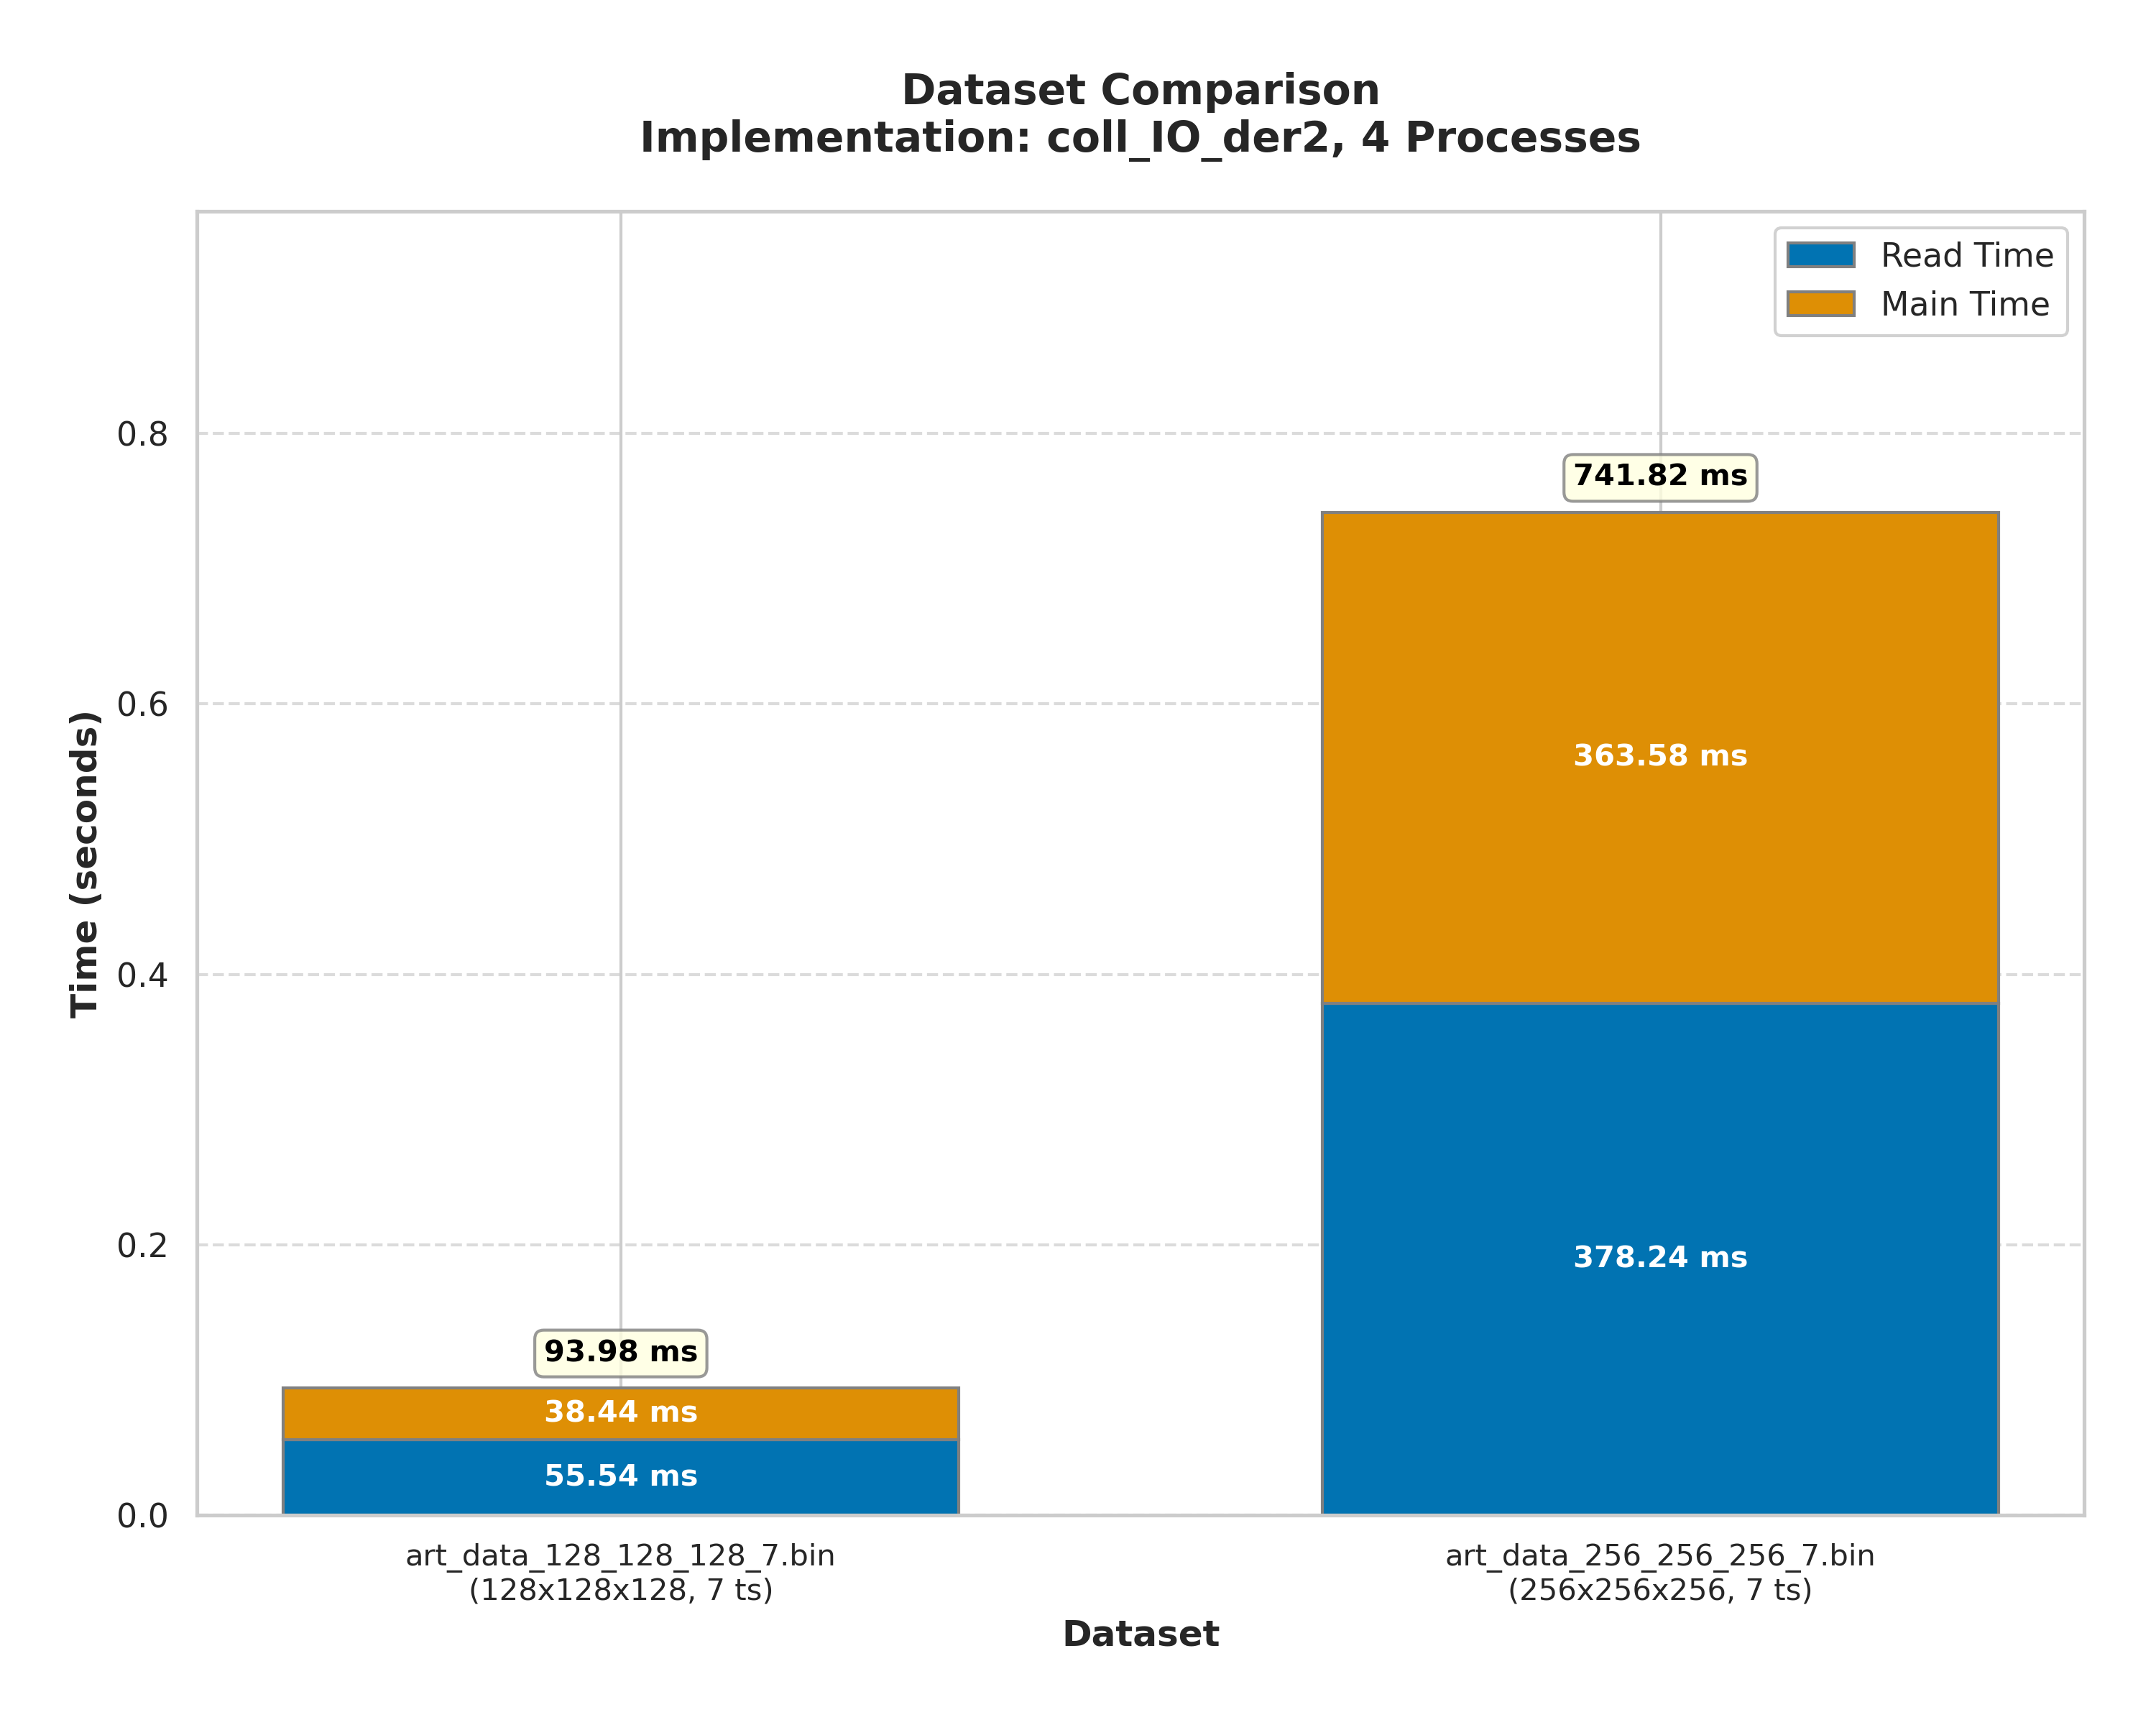 Dataset Comparison
Implementation: coll_IO_der2, 4 Processes
Read Time
Main Time
Time (seconds)
0.8
0.6
0.4
0.2
0.0
741.82 ms
363.58 ms
378.24 ms
93.98 ms
38.44 ms
55.54 ms
art_data_128_128_128_7.bin
(128x128x128, 7 ts)
art_data_256_256_256_7.bin
(256x256x256, 7 ts)
Dataset